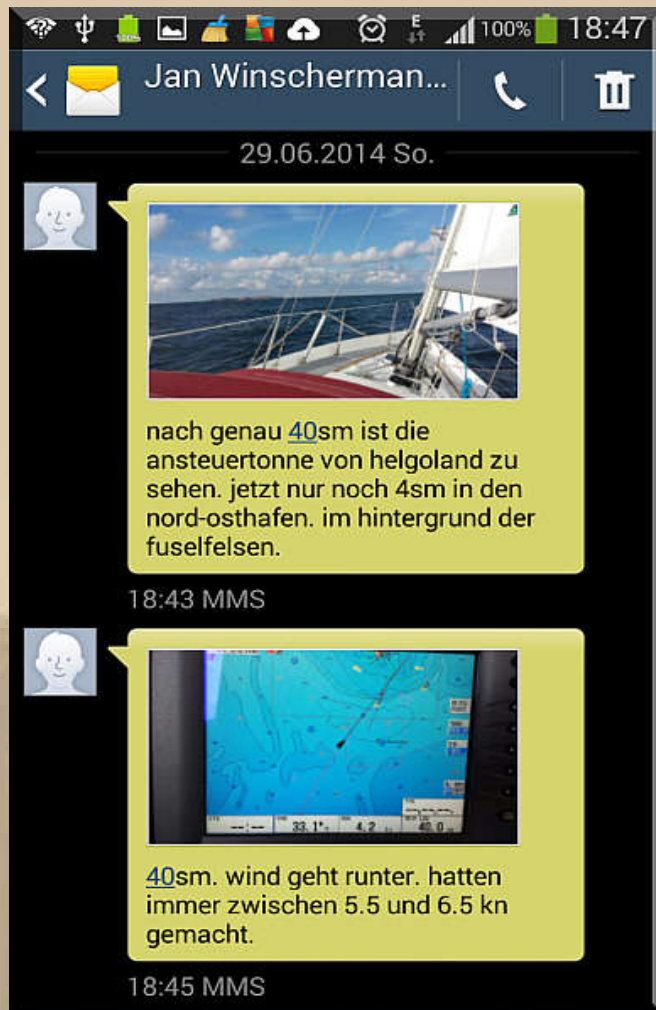 E 100% 18:47
100%
Jan Winscherman...
29.06.2014 So.
nach genau 40sm ist die
ansteuertonne von helgoland zu
sehen. jetzt nur noch 4sm in den
nord-osthafen. im hintergrund der
fuselfelsen.
18:43 MMS
33.1° 4.2 40.0
40sm. wind geht runter. hatten
immer zwischen 5.5 und 6.5 kn
gemacht.
18:45 MMS